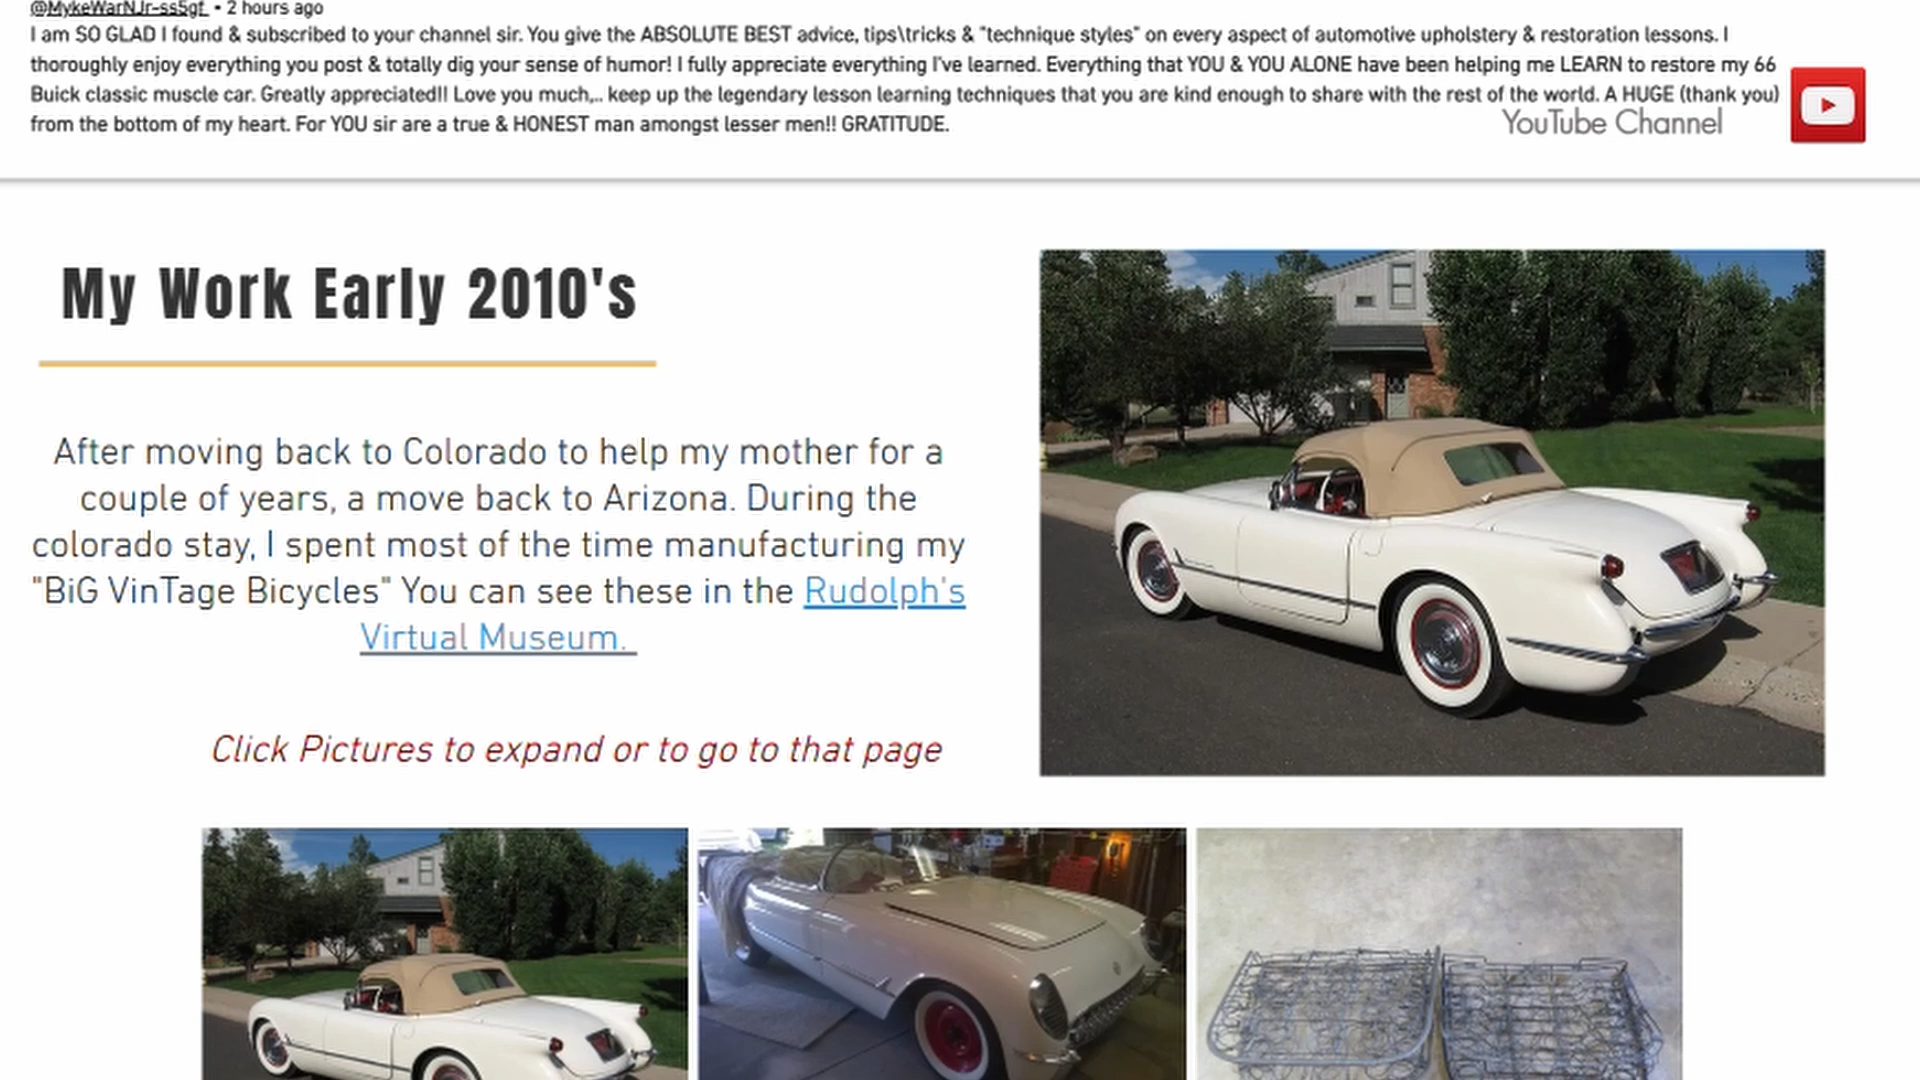 @MykeWarNJr-ss5gf • 2 hours ago
I am SO GLAD I found & subscribed to your channel sir. You give the ABSOLUTE BEST advice, tips\tricks & "technique styles" on every aspect of automotive upholstery & restoration lessons. I
thoroughly enjoy everything you post & totally dig your sense of humor! I fully appreciate everything I've learned. Everything that YOU & YOU ALONE have been helping me LEARN to restore my 66
Buick classic muscle car. Greatly appreciated!! Love you much,.. keep up the legendary lesson learning techniques that you are kind enough to share with the rest of the world. A HUGE (thank you)
from the bottom of my heart. For YOU sir are a true & HONEST man amongst lesser men!! GRATITUDE.
YouTube Channel
My Work Early 2010's
After moving back to Colorado to help my mother for a
couple of years, a move back to Arizona. During the
colorado stay, I spent most of the time manufacturing my
"BiG VinTage Bicycles" You can see these in the Rudolph's
Virtual Museum.
Click Pictures to expand or to go to that page